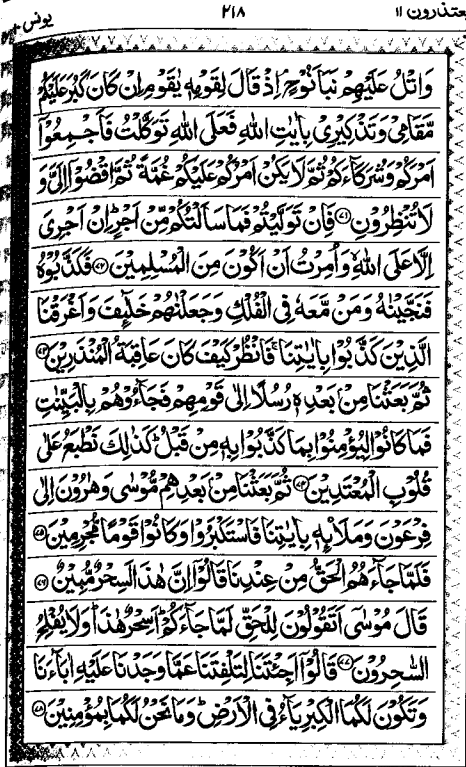 يعتذرون ١١ ٢١٨ يونس ١٠
وَاتْلُ عَلَيْهِمْ نَبَاَ نُوْحٍ اِذْ قَالَ لِقَوْمِهٖ يٰقَوْمِ اِنْ كَانَ كَبُرَ عَلَيْكُمْ
مَّقَامِيْ وَتَذْكِيْرِيْ بِاٰيٰتِ اللّٰهِ فَعَلَى اللّٰهِ تَوَكَّلْتُ فَاَجْمِعُوْٓا
اَمْرَكُمْ وَشُرَكَآءَكُمْ ثُمَّ لَا يَكُنْ اَمْرُكُمْ عَلَيْكُمْ غُمَّةً ثُمَّ اقْضُوْٓا اِلَيَّ وَ
لَا تُنْظِرُوْنِ ﴿٧١﴾ فَاِنْ تَوَلَّيْتُمْ فَمَا سَاَلْتُكُمْ مِّنْ اَجْرٍ ؕ اِنْ اَجْرِيَ
اِلَّا عَلَى اللّٰهِ ۙ وَاُمِرْتُ اَنْ اَكُوْنَ مِنَ الْمُسْلِمِيْنَ ﴿٧٢﴾ فَكَذَّبُوْهُ
فَنَجَّيْنٰهُ وَمَنْ مَّعَهٗ فِي الْفُلْكِ وَجَعَلْنٰهُمْ خَلٰٓئِفَ وَاَغْرَقْنَا
الَّذِيْنَ كَذَّبُوْا بِاٰيٰتِنَا ۚ فَانْظُرْ كَيْفَ كَانَ عَاقِبَةُ الْمُنْذَرِيْنَ ﴿٧٣﴾
ثُمَّ بَعَثْنَا مِنْۢ بَعْدِهٖ رُسُلًا اِلٰى قَوْمِهِمْ فَجَآءُوْهُمْ بِالْبَيِّنٰتِ
فَمَا كَانُوْا لِيُؤْمِنُوْا بِمَا كَذَّبُوْا بِهٖ مِنْ قَبْلُ ؕ كَذٰلِكَ نَطْبَعُ عَلٰى
قُلُوْبِ الْمُعْتَدِيْنَ ﴿٧٤﴾ ثُمَّ بَعَثْنَا مِنْۢ بَعْدِهِمْ مُّوْسٰى وَهٰرُوْنَ اِلٰى
فِرْعَوْنَ وَمَلَا۟ئِهٖ بِاٰيٰتِنَا فَاسْتَكْبَرُوْا وَكَانُوْا قَوْمًا مُّجْرِمِيْنَ ﴿٧٥﴾
فَلَمَّا جَآءَهُمُ الْحَقُّ مِنْ عِنْدِنَا قَالُوْٓا اِنَّ هٰذَا لَسِحْرٌ مُّبِيْنٌ ﴿٧٦﴾
قَالَ مُوْسٰٓى اَتَقُوْلُوْنَ لِلْحَقِّ لَمَّا جَآءَكُمْ ؕ اَسِحْرٌ هٰذَا ؕ وَلَا يُفْلِحُ
السّٰحِرُوْنَ ﴿٧٧﴾ قَالُوْٓا اَجِئْتَنَا لِتَلْفِتَنَا عَمَّا وَجَدْنَا عَلَيْهِ اٰبَآءَنَا
وَتَكُوْنَ لَكُمَا الْكِبْرِيَآءُ فِي الْاَرْضِ ؕ وَمَا نَحْنُ لَكُمَا بِمُؤْمِنِيْنَ ﴿٧٨﴾